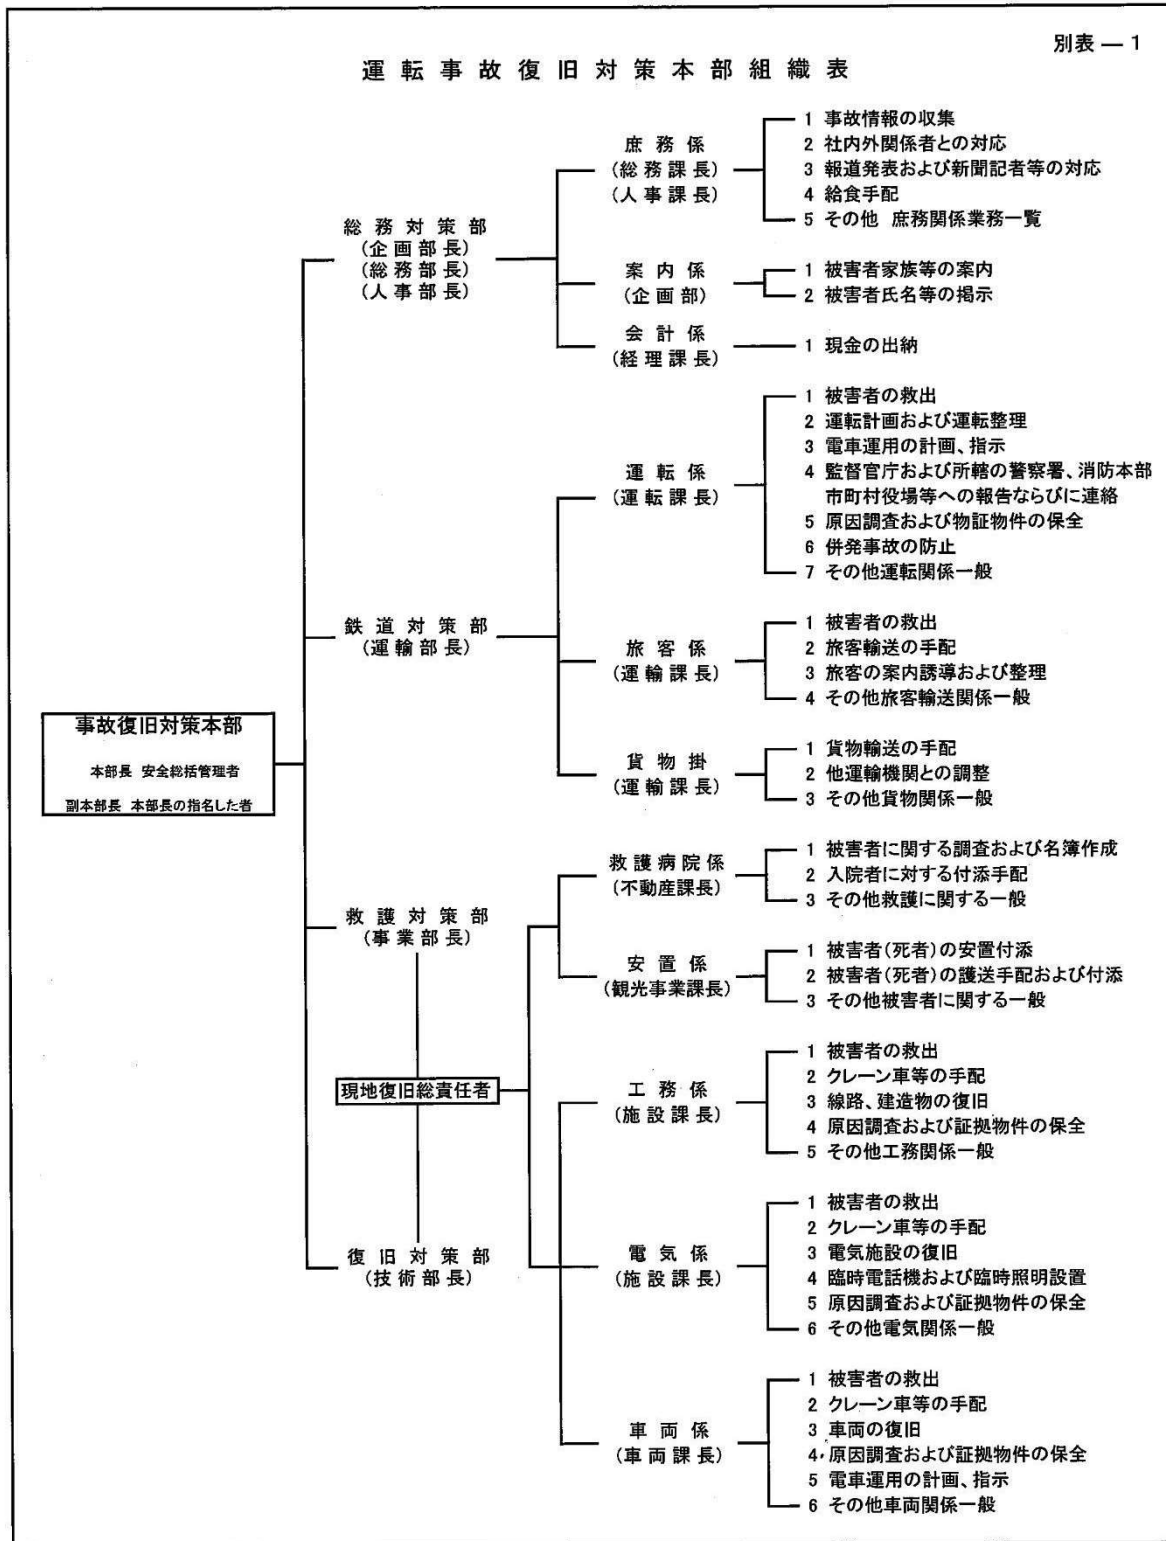 別表 ― 1
運転事故復旧対策本部組織表
事故復旧対策本部
本部長 安全総括管理者
副本部長 本部長の指名した者
総務対策部
(企画部長)
(総務部長)
(人事部長)
庶務係
(総務課長)
(人事課長)
1 事故情報の収集
2 社内外関係者との対応
3 報道発表および新聞記者等の対応
4 給食手配
5 その他 庶務関係業務一覧
案内係
(企画部)
1 被害者家族等の案内
2 被害者氏名等の掲示
会計係
(経理課長)
1 現金の出納
鉄道対策部
(運輸部長)
運転係
(運転課長)
1 被害者の救出
2 運転計画および運転整理
3 電車運用の計画、指示
4 監督官庁および所轄の警察署、消防本部
市町村役場等への報告ならびに連絡
5 原因調査および物証物件の保全
6 併発事故の防止
7 その他運転関係一般
旅客係
(運輸課長)
1 被害者の救出
2 旅客輸送の手配
3 旅客の案内誘導および整理
4 その他旅客輸送関係一般
貨物掛
(運輸課長)
1 貨物輸送の手配
2 他運輸機関との調整
3 その他貨物関係一般
救護対策部
(事業部長)
現地復旧総責任者
復旧対策部
(技術部長)
救護病院係
(不動産課長)
1 被害者に関する調査および名簿作成
2 入院者に対する付添手配
3 その他救護に関する一般
安置係
(観光事業課長)
1 被害者(死者)の安置付添
2 被害者(死者)の護送手配および付添
3 その他被害者に関する一般
工務係
(施設課長)
1 被害者の救出
2 クレーン車等の手配
3 線路、建造物の復旧
4 原因調査および証拠物件の保全
5 その他工務関係一般
電気係
(施設課長)
1 被害者の救出
2 クレーン車等の手配
3 電気施設の復旧
4 臨時電話機および臨時照明設置
5 原因調査および証拠物件の保全
6 その他電気関係一般
車両係
(車両課長)
1 被害者の救出
2 クレーン車等の手配
3 車両の復旧
4 原因調査および証拠物件の保全
5 電車運用の計画、指示
6 その他車両関係一般